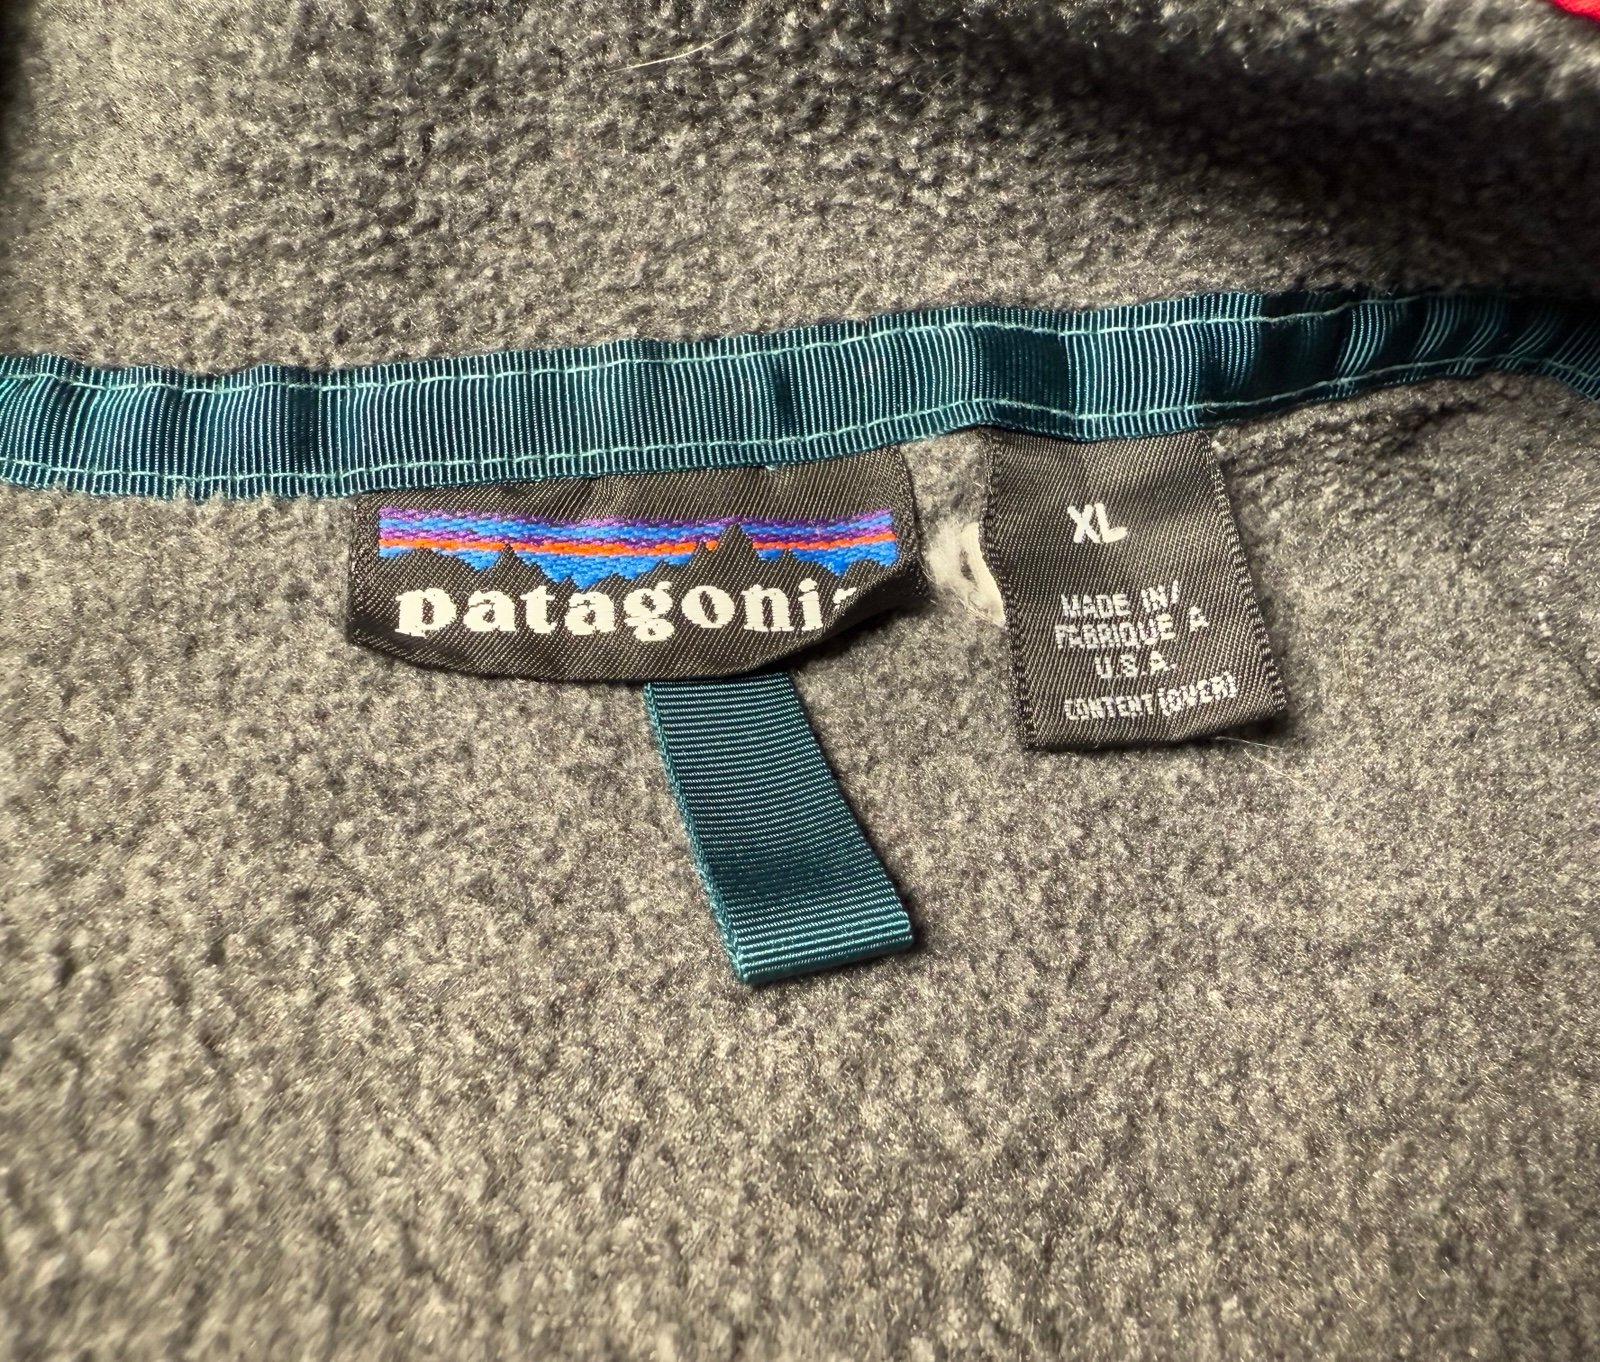 patagoni
XL
MADE IN/
FABRIQUE A
U.S.A.
CONTENT (OVER)